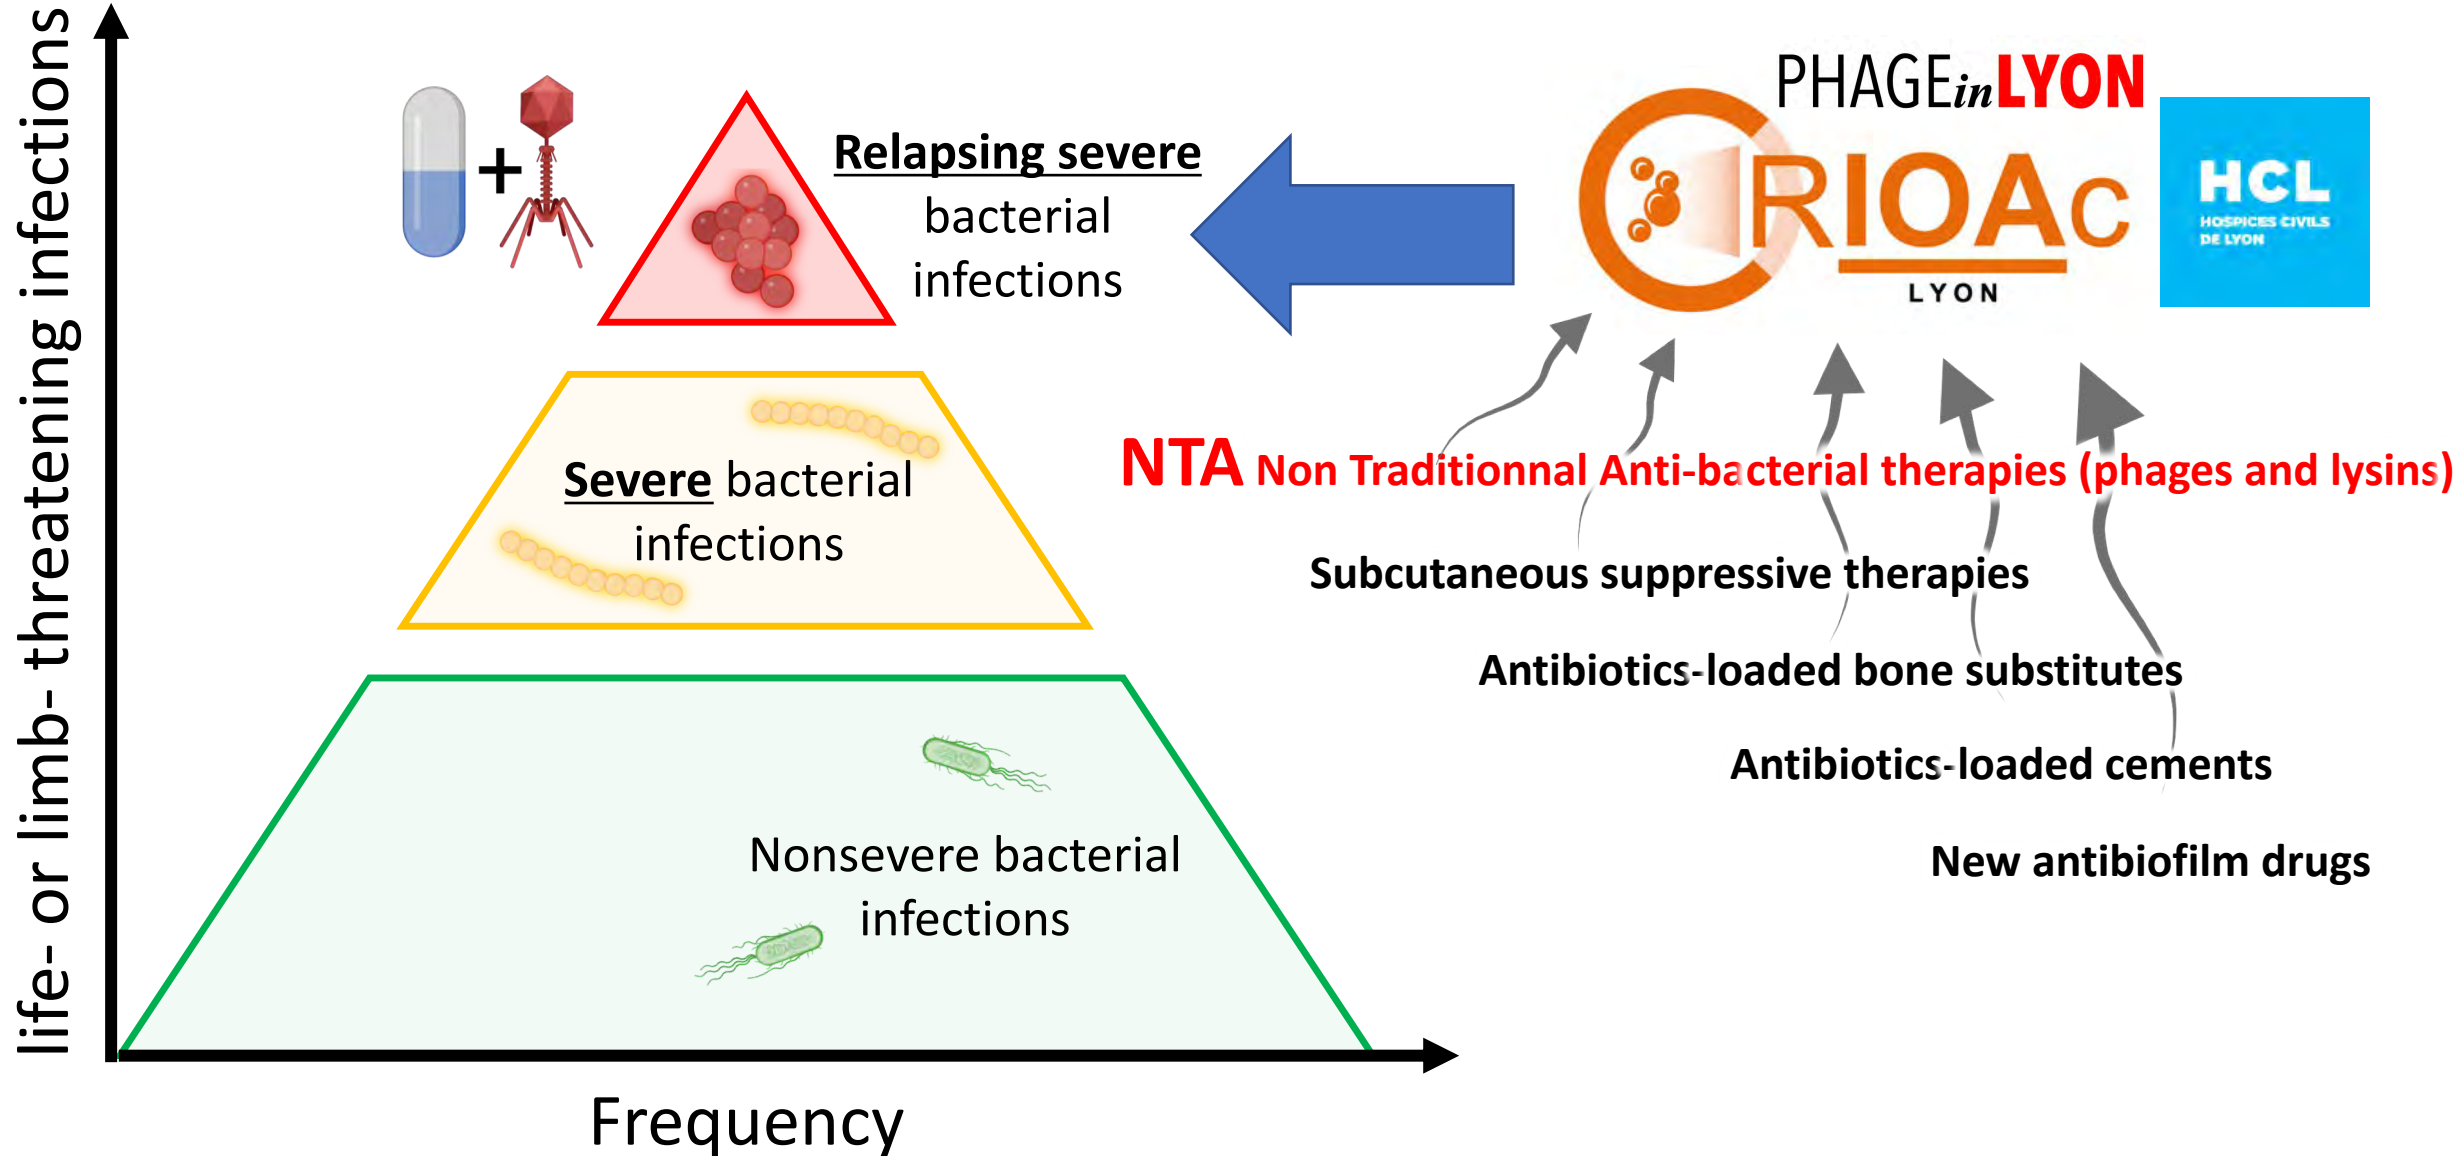 life- or limb- threatening infections
+
Relapsing severe
bacterial
infections
PHAGEinLYON
CRIOAc
LYON
HCL
HOSPICES CIVILS
DE LYON
Severe bacterial
infections
NTA Non Traditionnal Anti-bacterial therapies (phages and lysins)
Subcutaneous suppressive therapies
Antibiotics-loaded bone substitutes
Antibiotics-loaded cements
New antibiofilm drugs
Nonsevere bacterial
infections
Frequency